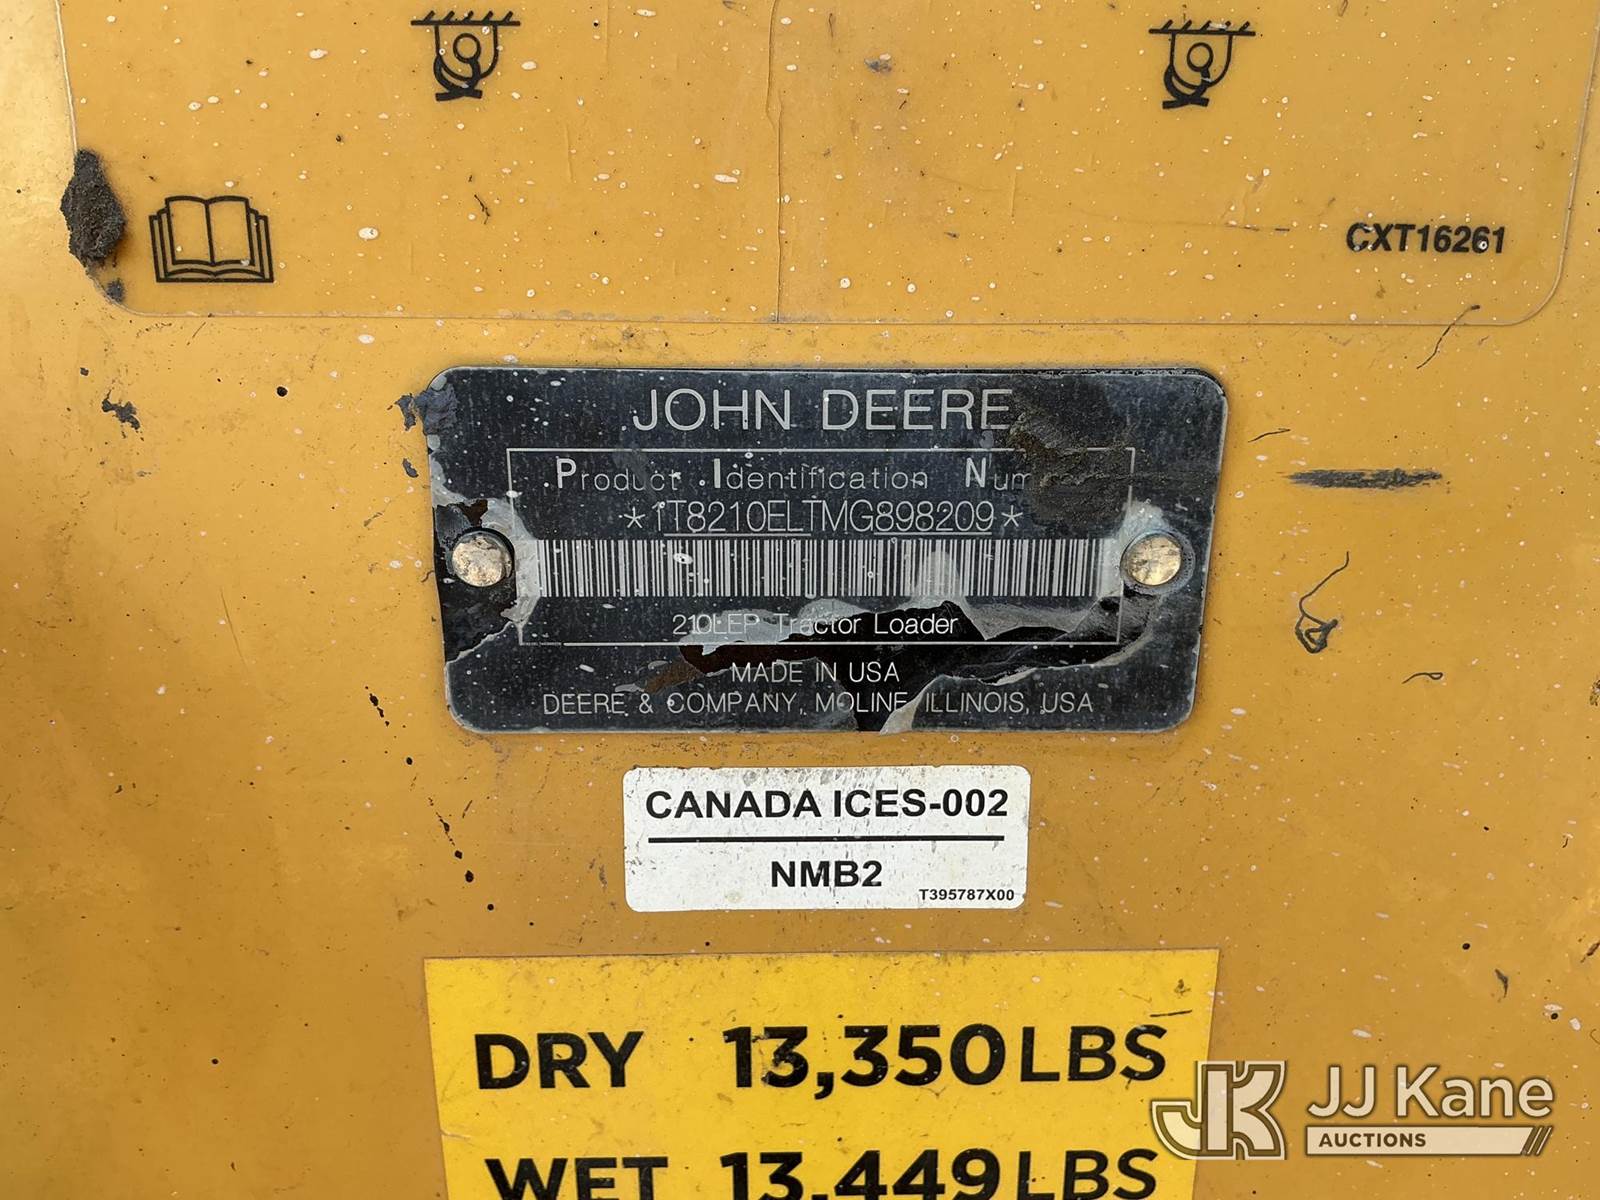 CXT16261
JOHN DEERE
Product Identification
*1T8210ELTMG898209*
210LEP Tractor Loader
MADE IN USA
DEERE & COMPANY, MOLINE, ILLINOIS, USA
CANADA ICES-002
NMB2
T395787X00
DRY 13,350 LBS
WET 13,449 LBS
JK JJ Kane
AUCTIONS